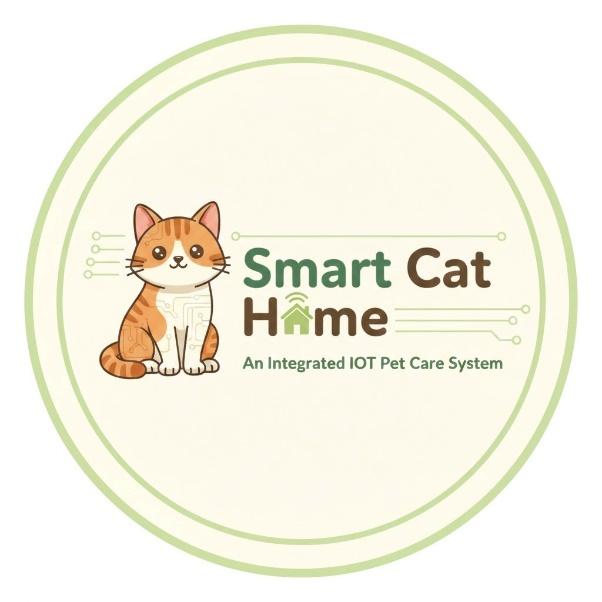 Smart Cat
Home
An Integrated IOT Pet Care System